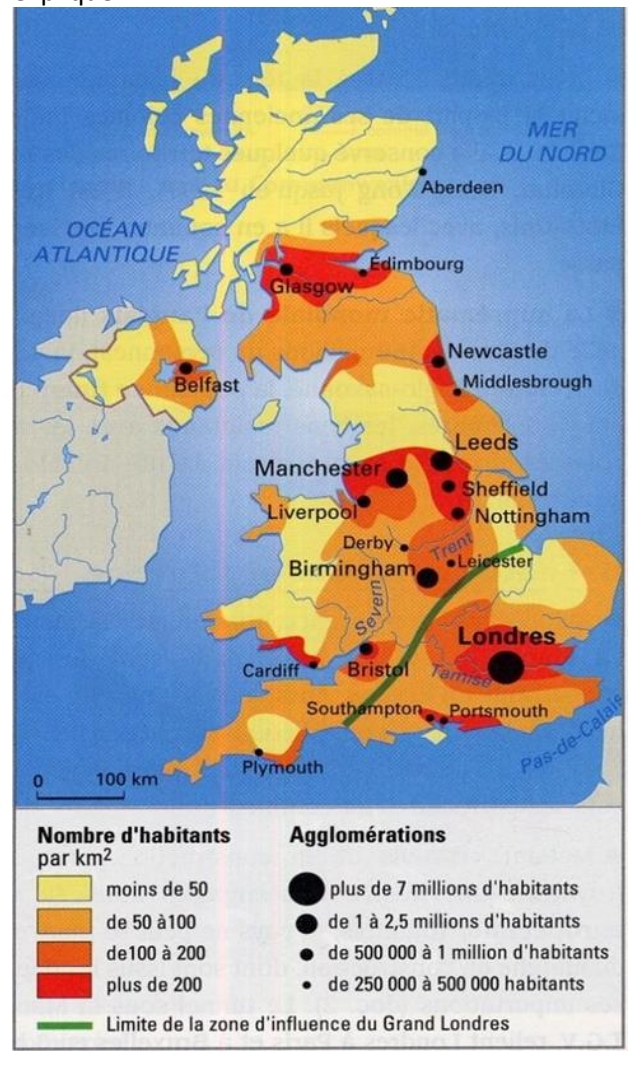 MER
DU NORD
Aberdeen
OCÉAN
ATLANTIQUE
Édimbourg
Glasgow
Newcastle
Belfast
Middlesbrough
Leeds
Manchester
Sheffield
Liverpool
Nottingham
Derby
Trent
Leicester
Birmingham
Severn
Londres
Cardiff
Bristol
Tamise
Southampton
Portsmouth
Pas-de-Calais
Plymouth
0 100 km
Nombre d'habitants
par km2
moins de 50
de 50 à100
de100 à 200
plus de 200
Agglomérations
plus de 7 millions d'habitants
de 1 à 2,5 millions d'habitants
de 500 000 à 1 million d'habitants
de 250 000 à 500 000 habitants
Limite de la zone d'influence du Grand Londres